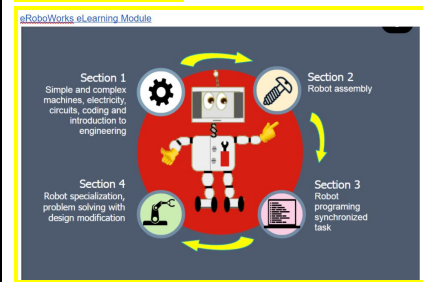 eRoboWorks eLearning Module
Section 1
Simple and complex
machines, electricity,
circuits, coding and
introduction to
engineering
Section 2
Robot assembly
Section 3
Robot
programing
synchronized
task
Section 4
Robot specialization,
problem solving with
design modification